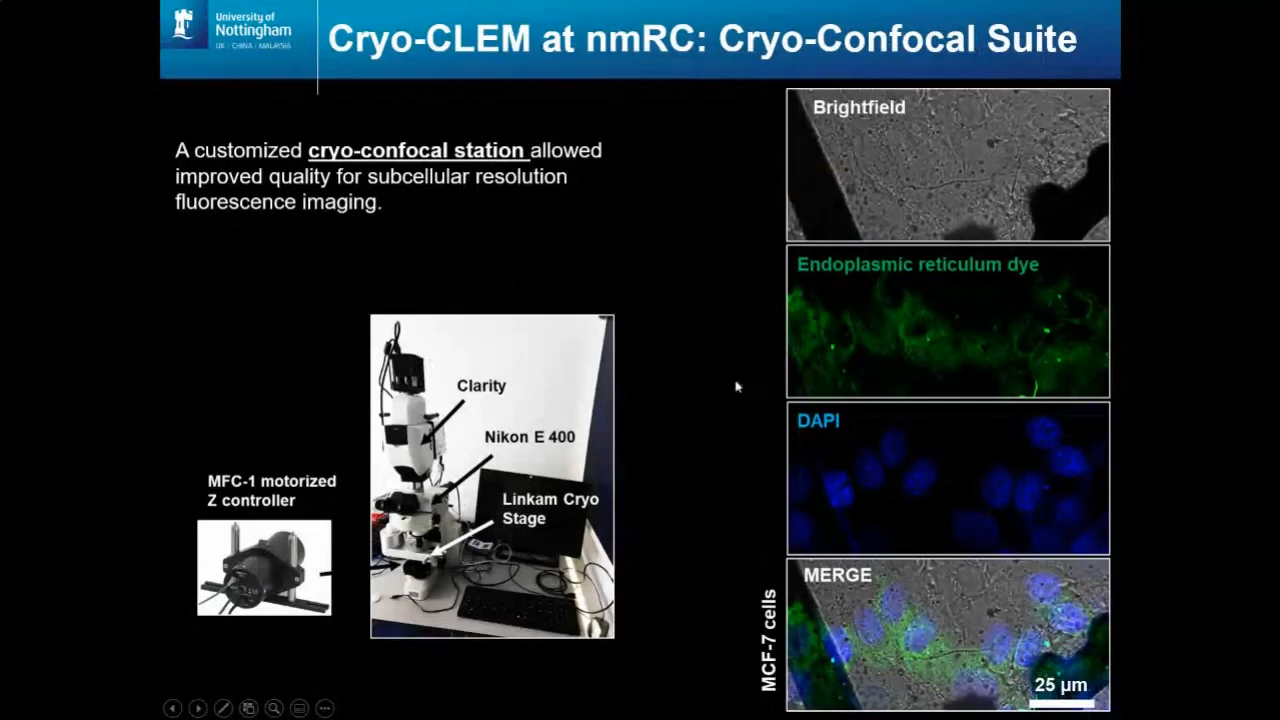 University of
Nottingham
UK | CHINA | MALAYSIA
Cryo-CLEM at nmRC: Cryo-Confocal Suite
A customized cryo-confocal station allowed
improved quality for subcellular resolution
fluorescence imaging.
MFC-1 motorized
Z controller
Clarity
Nikon E 400
Linkam Cryo
Stage
Brightfield
Endoplasmic reticulum dye
DAPI
MERGE
MCF-7 cells
25 µm